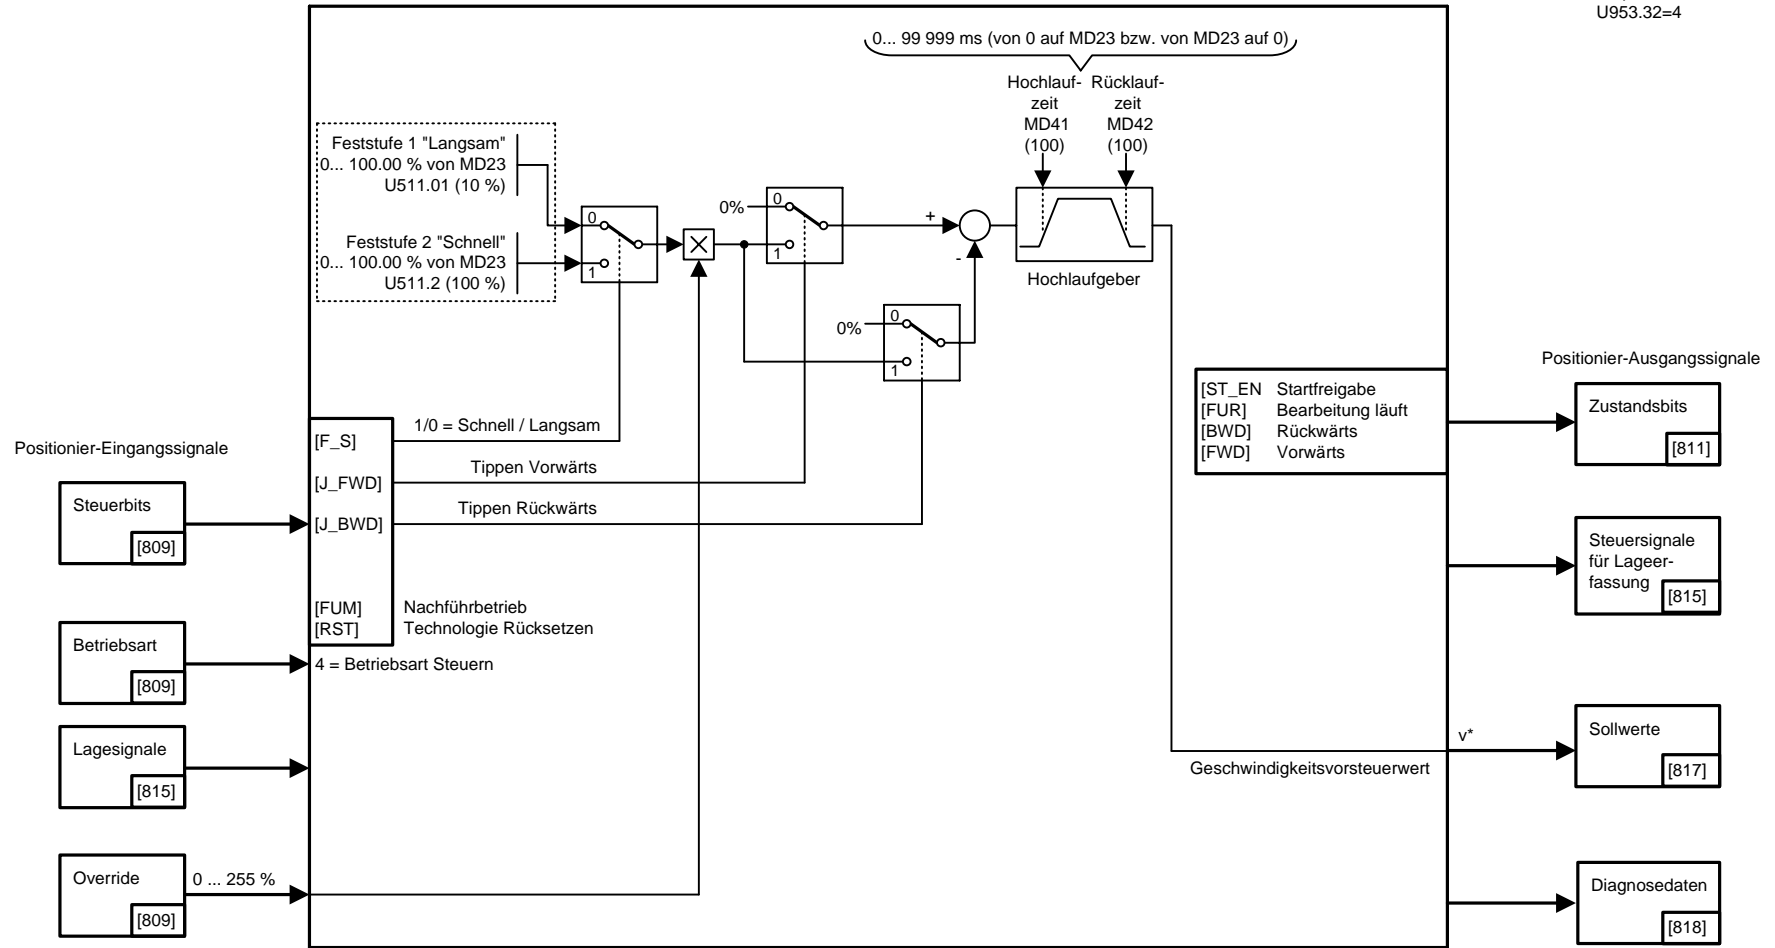 U953.32=4
0... 99 999 ms (von 0 auf MD23 bzw. von MD23 auf 0)
Hochlauf-
zeit
MD41
(100)
Rücklauf-
zeit
MD42
(100)
Feststufe 1 "Langsam"
0... 100.00 % von MD23
U511.01 (10 %)
Feststufe 2 "Schnell"
0... 100.00 % von MD23
U511.2 (100 %)
0
1
0%
0
1
+
-
Hochlaufgeber
0%
0
1
Positionier-Eingangssignale
Steuerbits
[809]
Betriebsart
[809]
Lagesignale
[815]
Override
[809]
0 ... 255 %
[F_S]
1/0 = Schnell / Langsam
[J_FWD]
Tippen Vorwärts
[J_BWD]
Tippen Rückwärts
[FUM]
Nachführbetrieb
[RST]
Technologie Rücksetzen
4 = Betriebsart Steuern
[ST_EN Startfreigabe
[FUR] Bearbeitung läuft
[BWD] Rückwärts
[FWD] Vorwärts
v*
Geschwindigkeitsvorsteuerwert
Positionier-Ausgangssignale
Zustandsbits
[811]
Steuersignale
für Lageer-
fassung
[815]
Sollwerte
[817]
Diagnosedaten
[818]